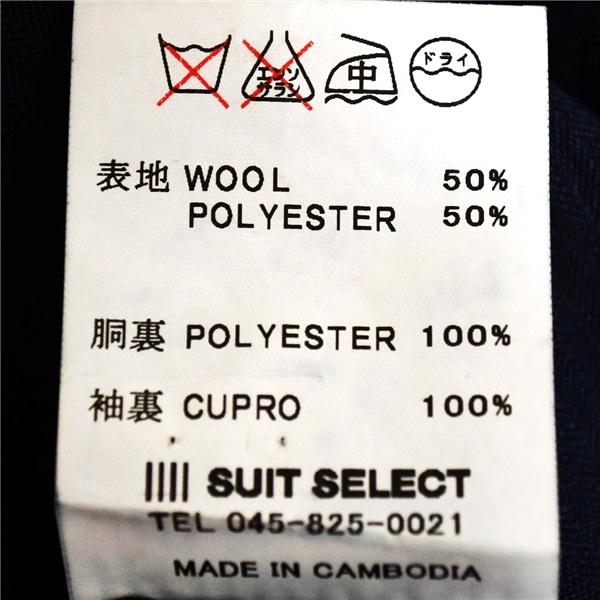 エンソ サラシ 中 ドライ
表地 WOOL 50%
POLYESTER 50%
胴裏 POLYESTER 100%
袖裏 CUPRO 100%
SUIT SELECT
TEL 045-825-0021
MADE IN CAMBODIA